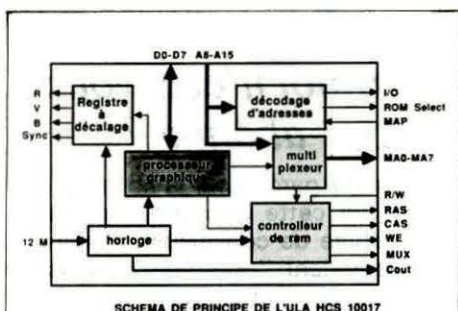 D0-D7 A8-A15
R
V
B
Sync
Registre
à
décalage
décodage
d'adresses
I/O
ROM Select
MAP
processeur
graphique
multi
plexeur
MA0-MA7
R/W
RAS
CAS
WE
MUX
Cout
controlleur
de ram
12 M
horloge
SCHEMA DE PRINCIPE DE L'ULA HCS 10017